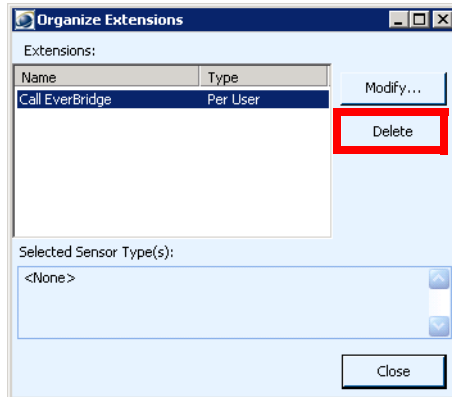 Organize Extensions
Extensions:
Name Type
Call EverBridge Per User
Modify...
Delete
Selected Sensor Type(s):
<None>
Close